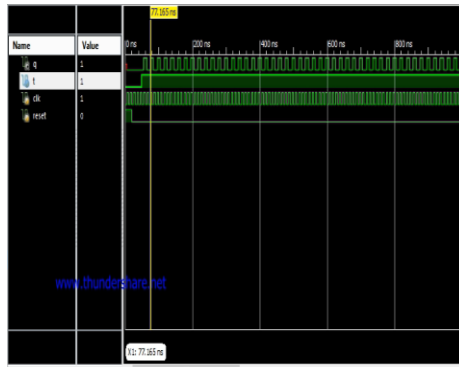 77.165 ns
Name Value 0 ns 200 ns 400 ns 600 ns 800 ns
q 1
t 1
clk 1
reset 0
www.thundershare.net
X1: 77.165 ns